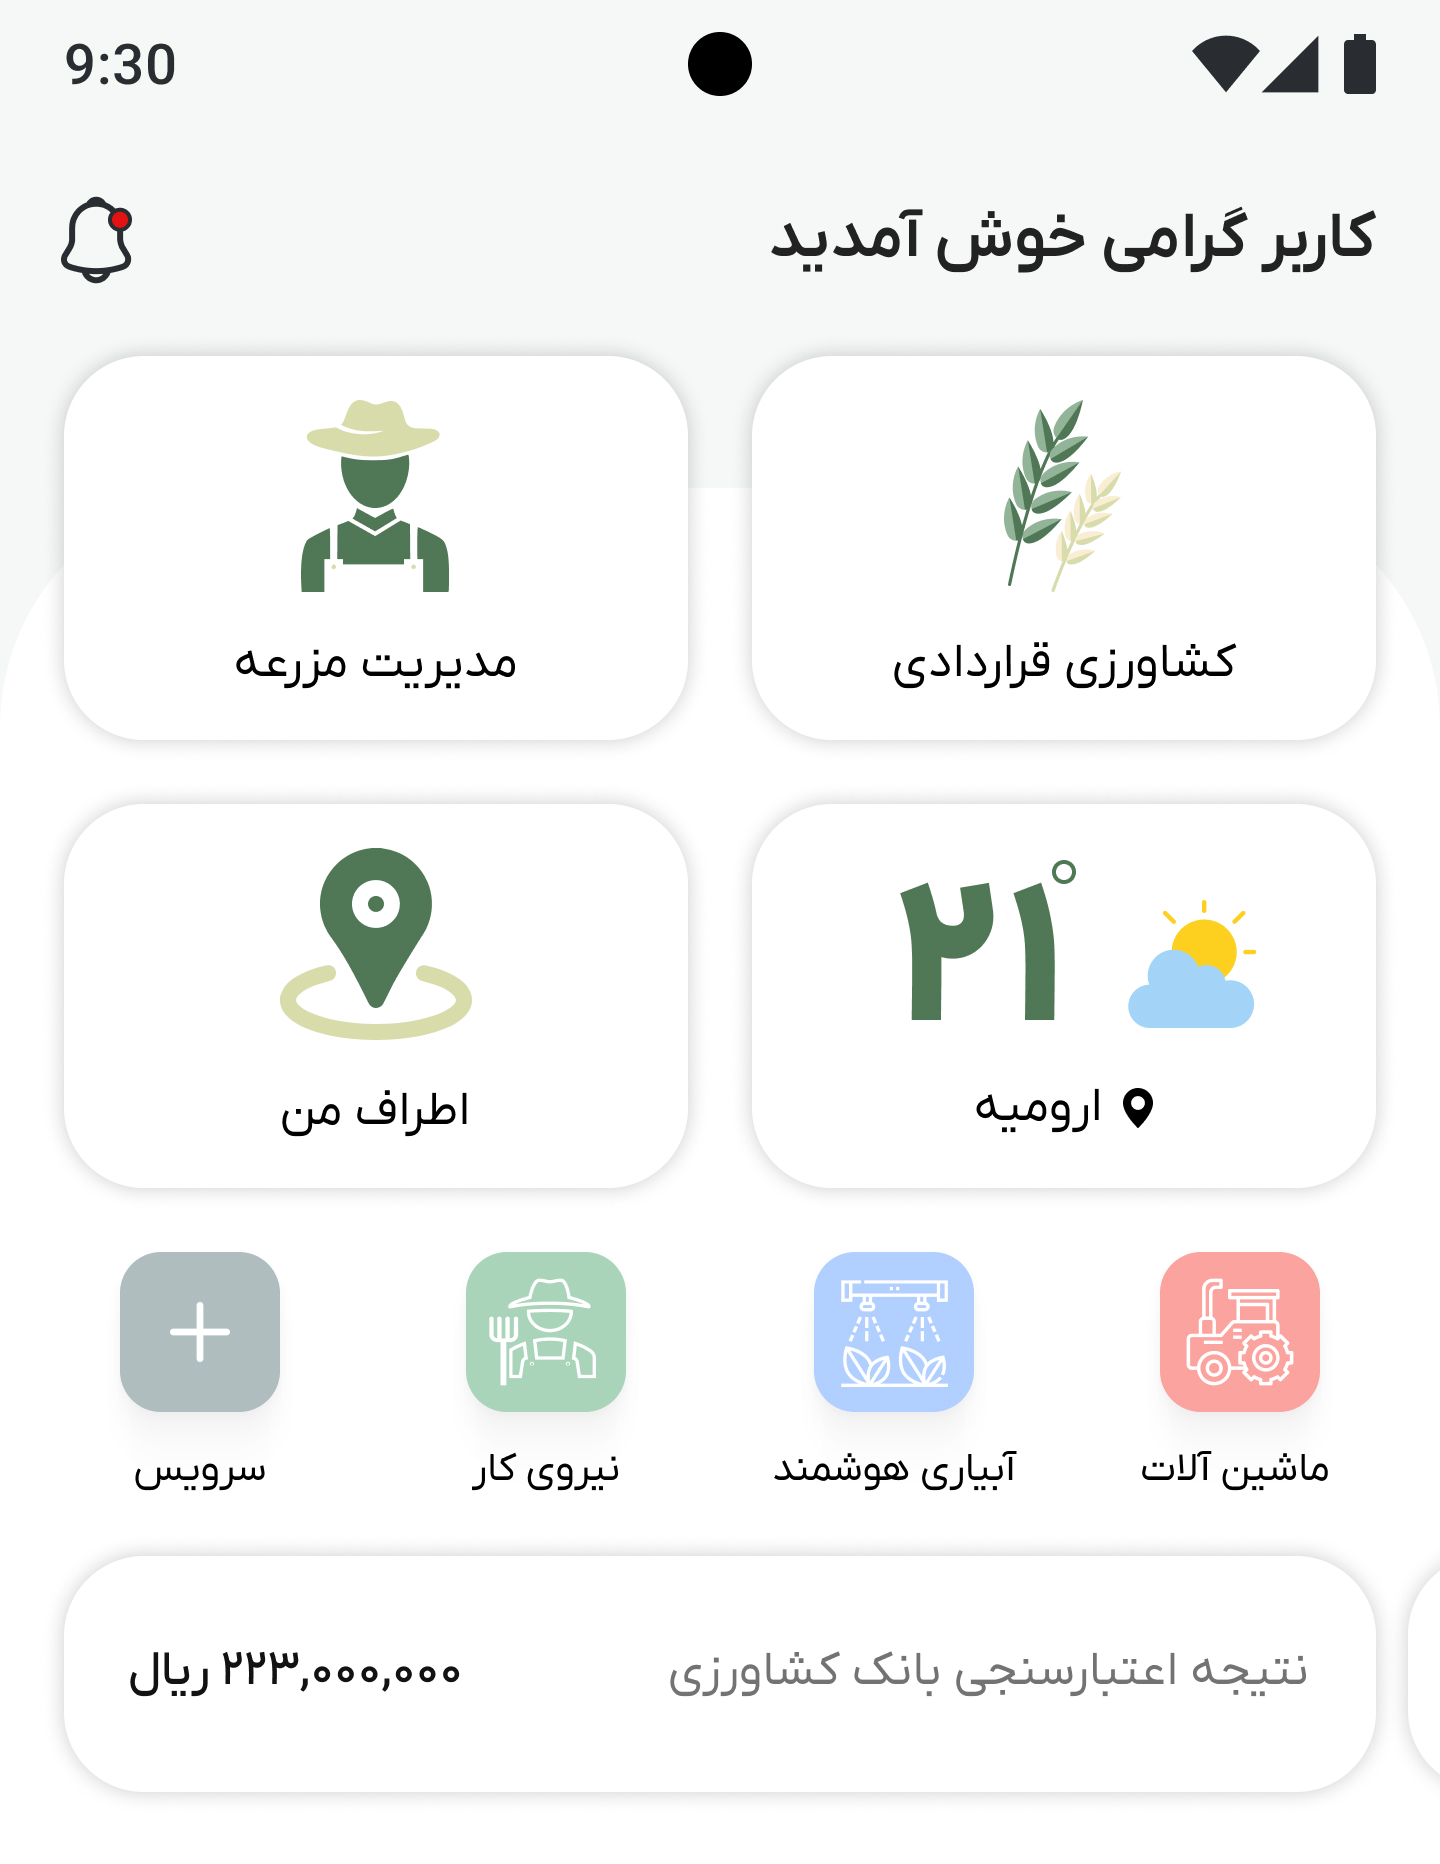 9:30
کاربر گرامی خوش آمدید
کشاورزی قراردادی
مدیریت مزرعه
۲۱°
ارومیه
اطراف من
ماشین آلات
آبیاری هوشمند
نیروی کار
سرویس
نتیجه اعتبارسنجی بانک کشاورزی
۲۲۳,۰۰۰,۰۰۰ ریال